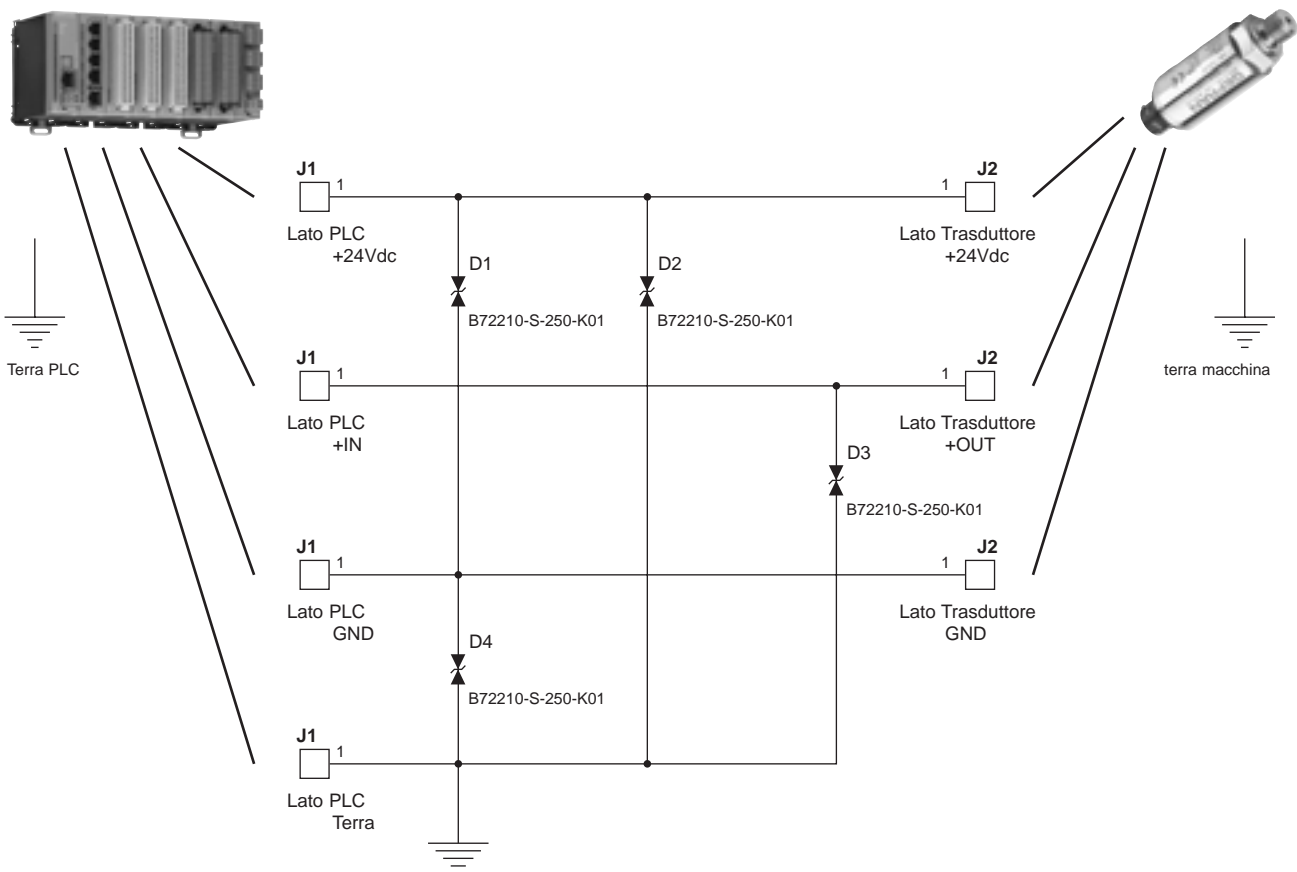 J1
1
Lato PLC
+24Vdc
1
J2
Lato Trasduttore
+24Vdc
D1
B72210-S-250-K01
D2
B72210-S-250-K01
Terra PLC
terra macchina
J1
1
Lato PLC
+IN
1
J2
Lato Trasduttore
+OUT
D3
B72210-S-250-K01
J1
1
Lato PLC
GND
1
J2
Lato Trasduttore
GND
D4
B72210-S-250-K01
J1
1
Lato PLC
Terra